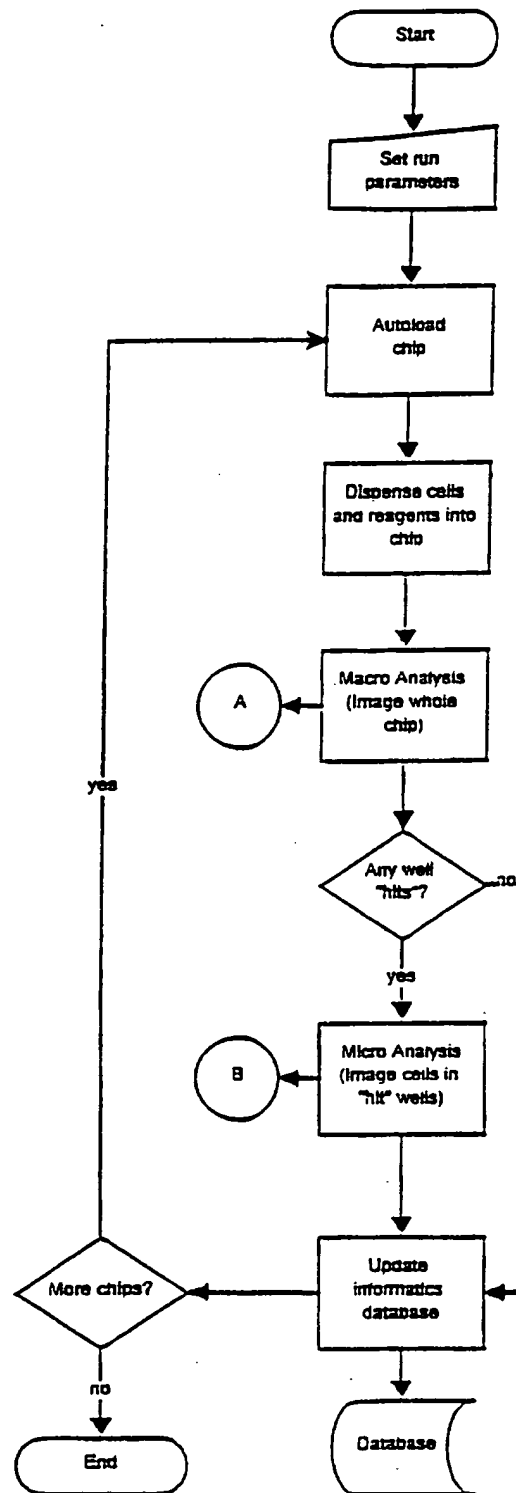 Start
Set run
parameters
Autoload
chip
Dispense cells
and reagents into
chip
A
Macro Analysis
(Image whole
chip)
yes
Any well
"hits"?
no
yes
B
Micro Analysis
(Image cells in
"hit" wells)
More chips?
Update
informatics
database
no
End
Database